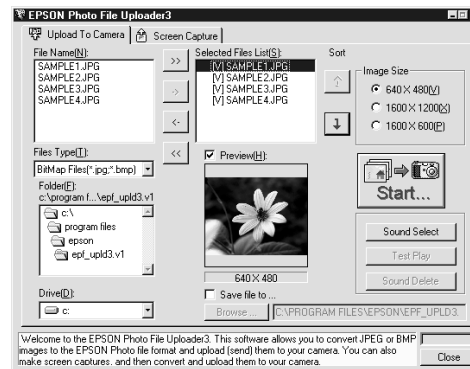 EPSON Photo File Uploader3
Upload To Camera
Screen Capture
File Name(N):
SAMPLE1.JPG
SAMPLE2.JPG
SAMPLE3.JPG
SAMPLE4.JPG
>>
->
<-
<<
Selected Files List(S):
[V] SAMPLE1.JPG
[V] SAMPLE2.JPG
[V] SAMPLE3.JPG
[V] SAMPLE4.JPG
Sort
Image Size
640 X 480(V)
1600 X 1200(X)
1600 X 600(P)
Files Type(T):
BitMap Files(*.jpg;*.bmp)
Folder(F):
c:\program f...\epf_upld3.v1
c:\
program files
epson
epf_upld3.v1
Drive(D):
c:
Preview(H):
640 X 480
Save file to ...
Browse ...
C:\PROGRAM FILES\EPSON\EPF_UPLD3.
Start...
Sound Select
Test Play
Sound Delete
Welcome to the EPSON Photo File Uploader3. This software allows you to convert JPEG or BMP
images to the EPSON Photo file format and upload (send) them to your camera. You can also
make screen captures, and then convert and upload them to your camera.
Close